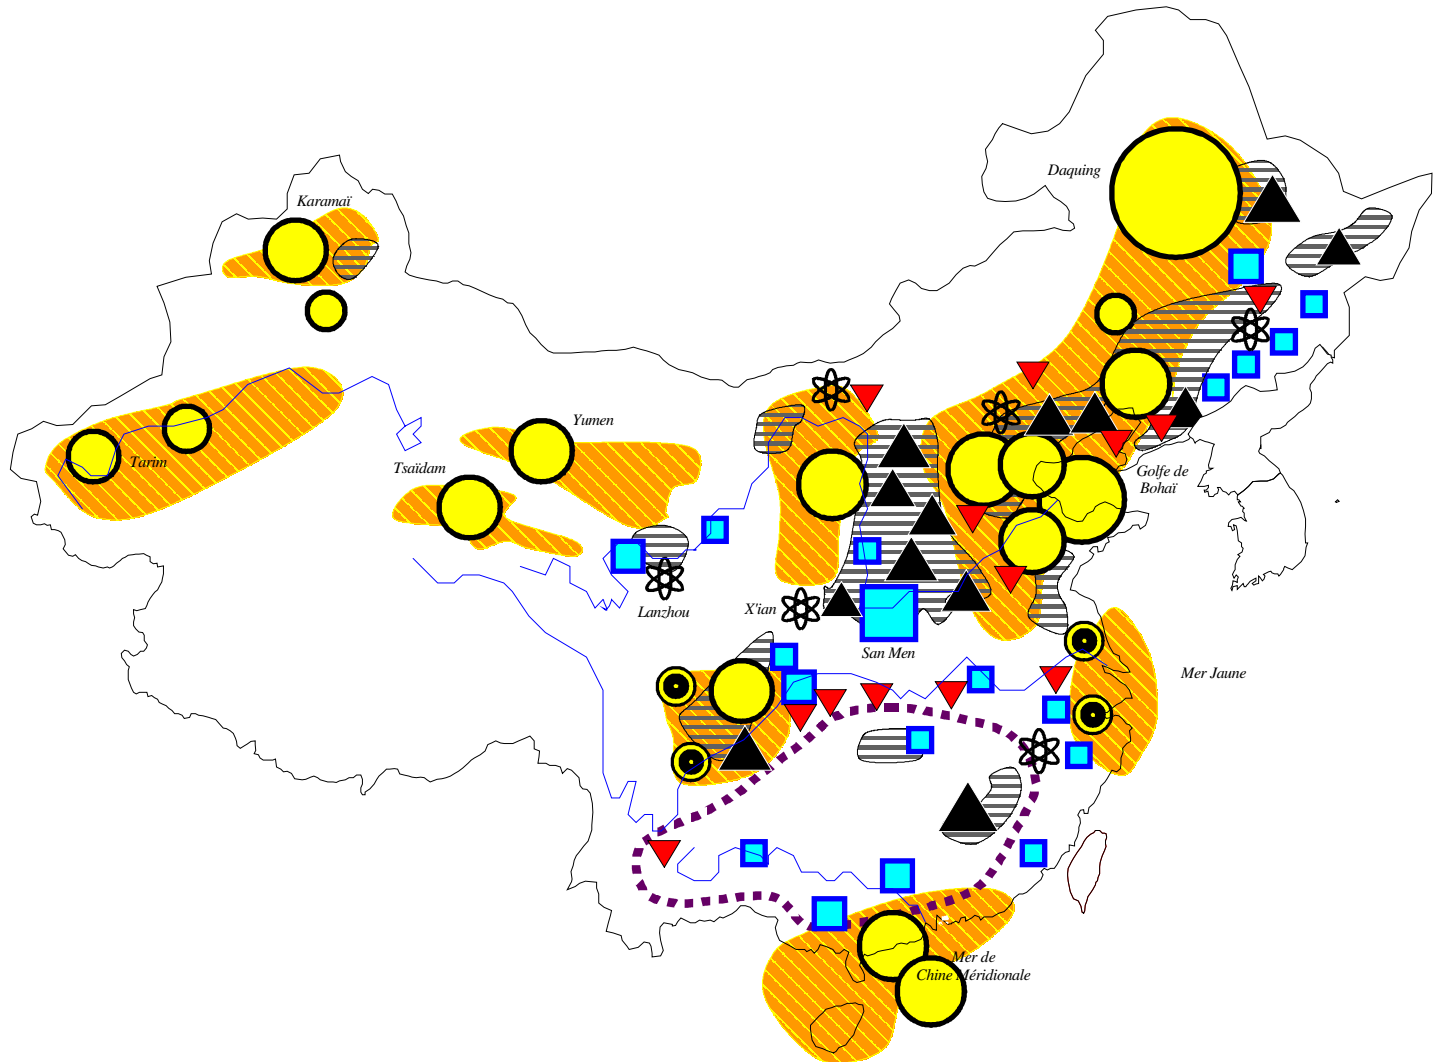 Daquing
Karamaï
Yumen
Tsaïdam
Tarim
Golfe de
Bohaï
Lanzhou
X'ian
San Men
Mer Jaune
Mer de
Chine Méridionale